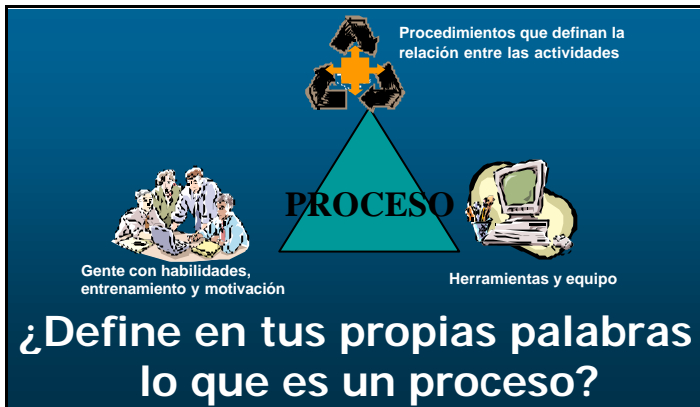 Procedimientos que definan la
relación entre las actividades
PROCESO
Gente con habilidades,
entrenamiento y motivación
Herramientas y equipo
¿Define en tus propias palabras
lo que es un proceso?